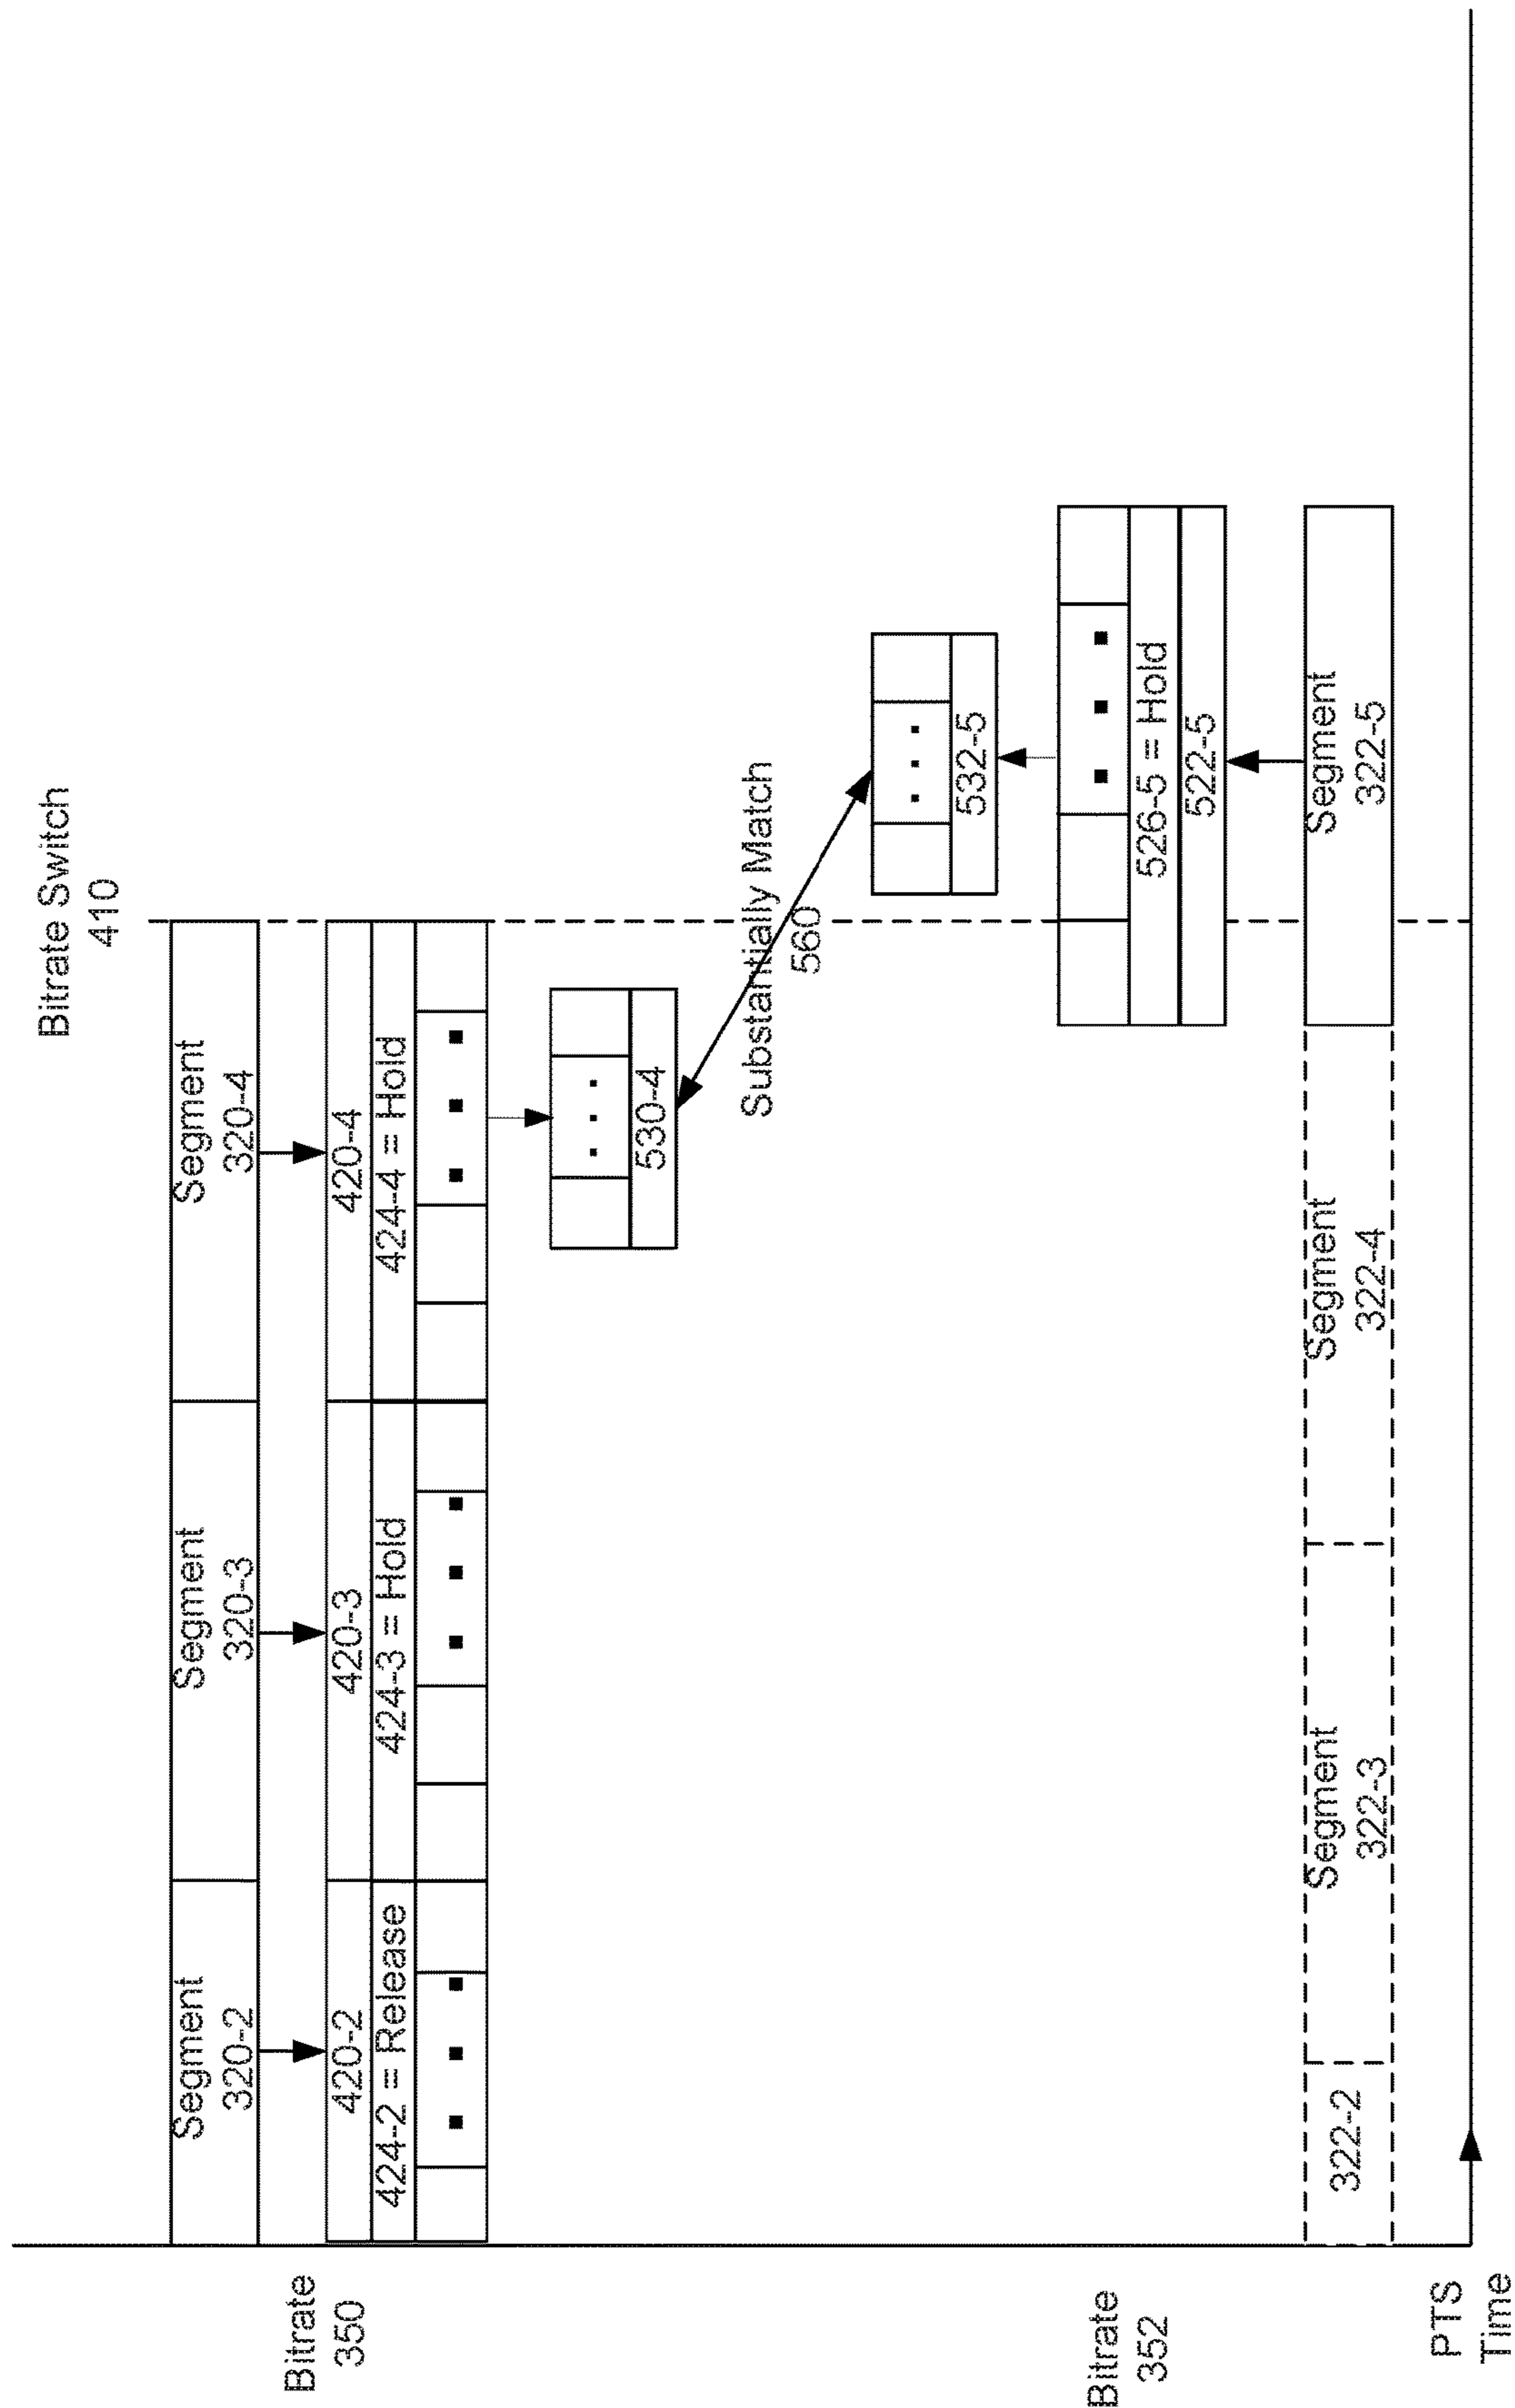 Bitrate Switch
410
Segment
320-2
Segment
320-3
Segment
320-4
Bitrate
350
420-2
420-3
420-4
424-2 = Release
424-3 = Hold
424-4 = Hold
530-4
Substantially Match
560
532-5
Bitrate
352
526-5 = Hold
522-5
322-2
Segment
322-3
Segment
322-4
Segment
322-5
PTS
Time